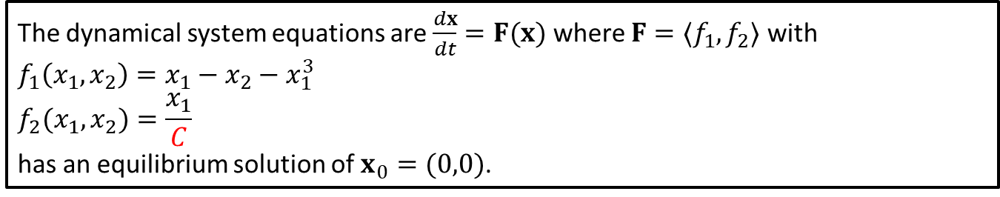 The dynamical system equations are $\frac{d\mathbf{x}}{dt} = \mathbf{F}(\mathbf{x})$ where $\mathbf{F} = \langle f_1, f_2 \rangle$ with
$f_1(x_1, x_2) = x_1 - x_2 - x_1^3$
$f_2(x_1, x_2) = \frac{x_1}{C}$
has an equilibrium solution of $\mathbf{x}_0 = (0,0)$.